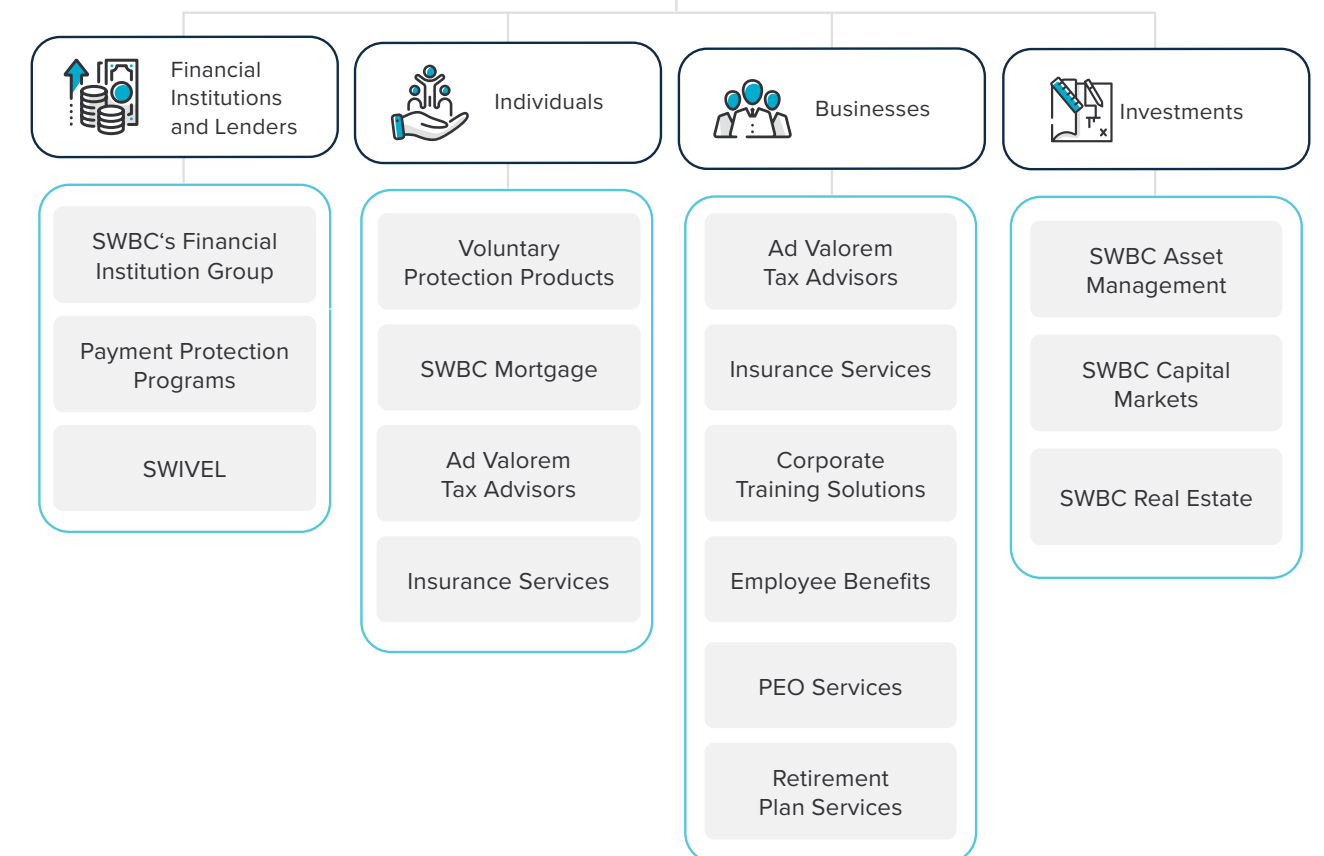 Financial
Institutions
and Lenders
SWBC‘s Financial
Institution Group
Payment Protection
Programs
SWIVEL
Individuals
Voluntary
Protection Products
SWBC Mortgage
Ad Valorem
Tax Advisors
Insurance Services
Businesses
Ad Valorem
Tax Advisors
Insurance Services
Corporate
Training Solutions
Employee Benefits
PEO Services
Retirement
Plan Services
Investments
SWBC Asset
Management
SWBC Capital
Markets
SWBC Real Estate